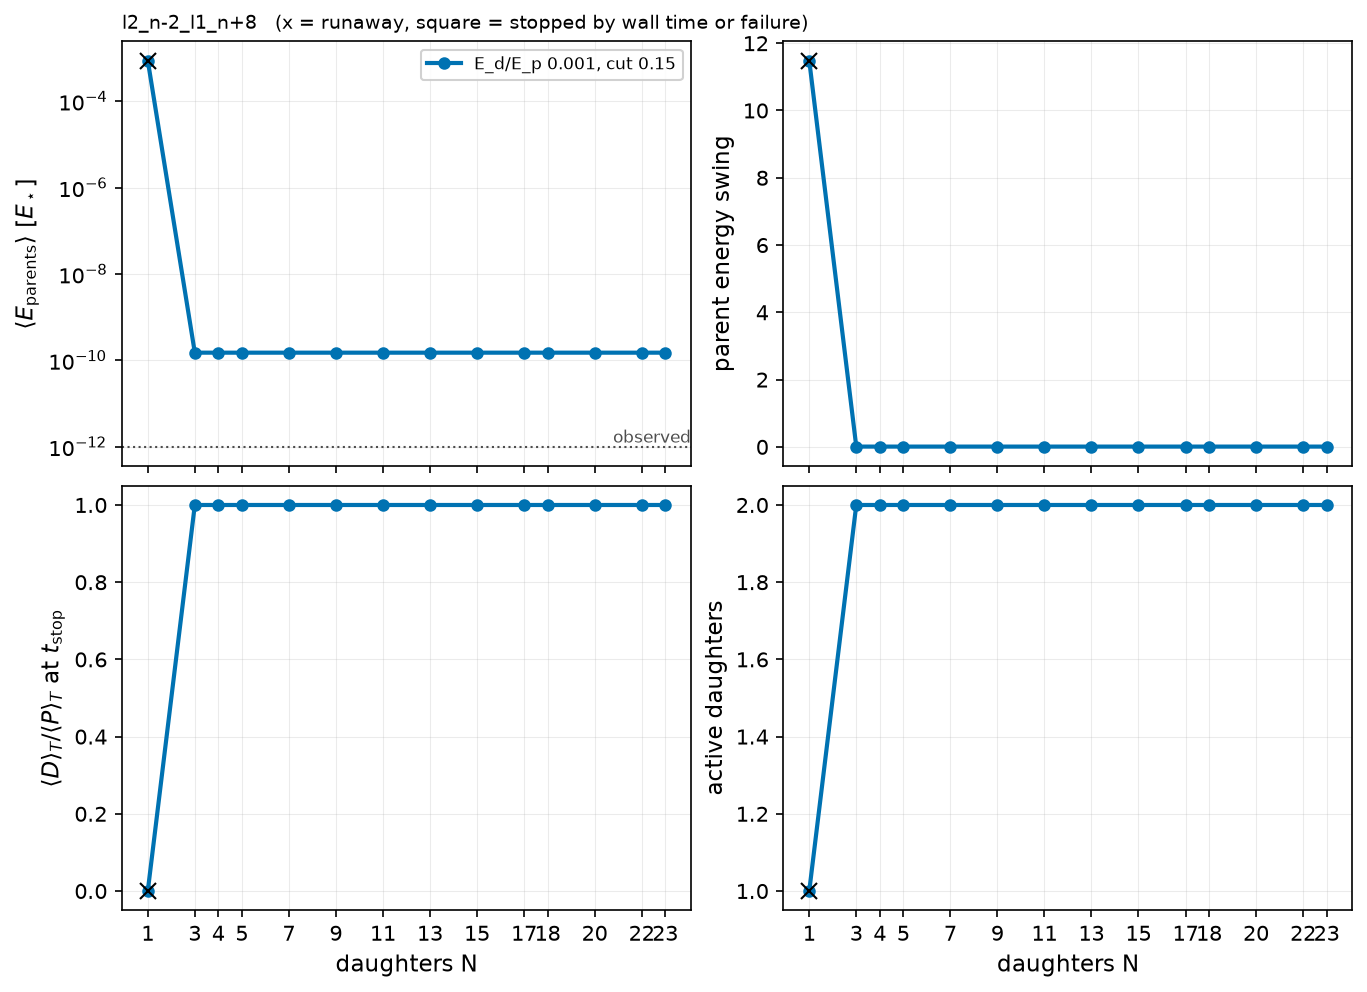 l2_n-2_l1_n+8   (x = runaway, square = stopped by wall time or failure)
E_d/E_p 0.001, cut 0.15
10⁻⁴
10⁻⁶
10⁻⁸
10⁻¹⁰
10⁻¹²
⟨E_parents⟩ [E⋆]
observed
12
10
8
6
4
2
0
parent energy swing
1.0
0.8
0.6
0.4
0.2
0.0
⟨D⟩_T/⟨P⟩_T at t_stop
1 3 4 5 7 9 11 13 15 17 18 20 22 23
daughters N
2.0
1.8
1.6
1.4
1.2
1.0
active daughters
1 3 4 5 7 9 11 13 15 17 18 20 22 23
daughters N